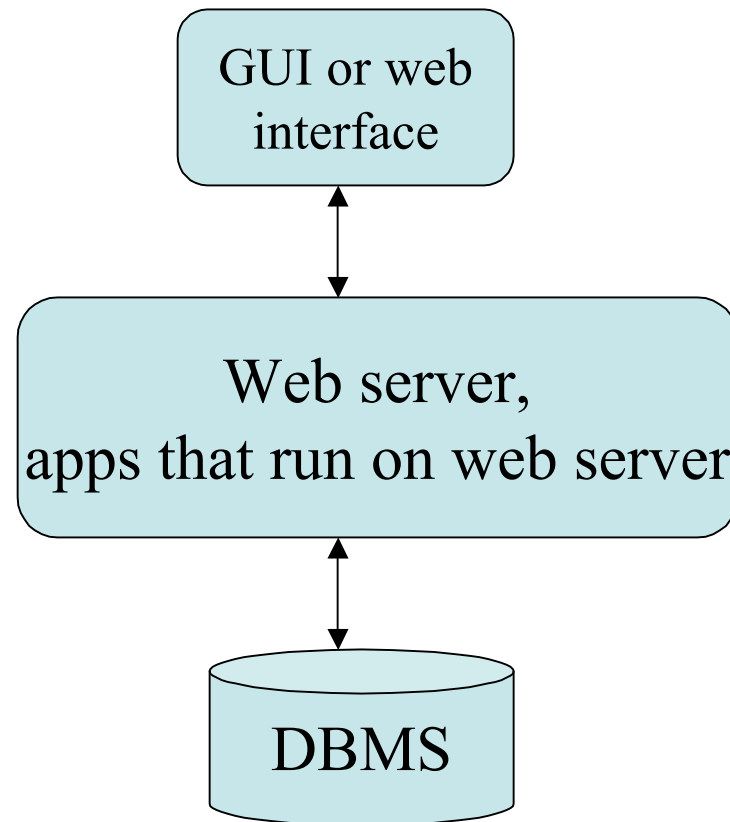 GUI or web
interface
Web server,
apps that run on web server
DBMS